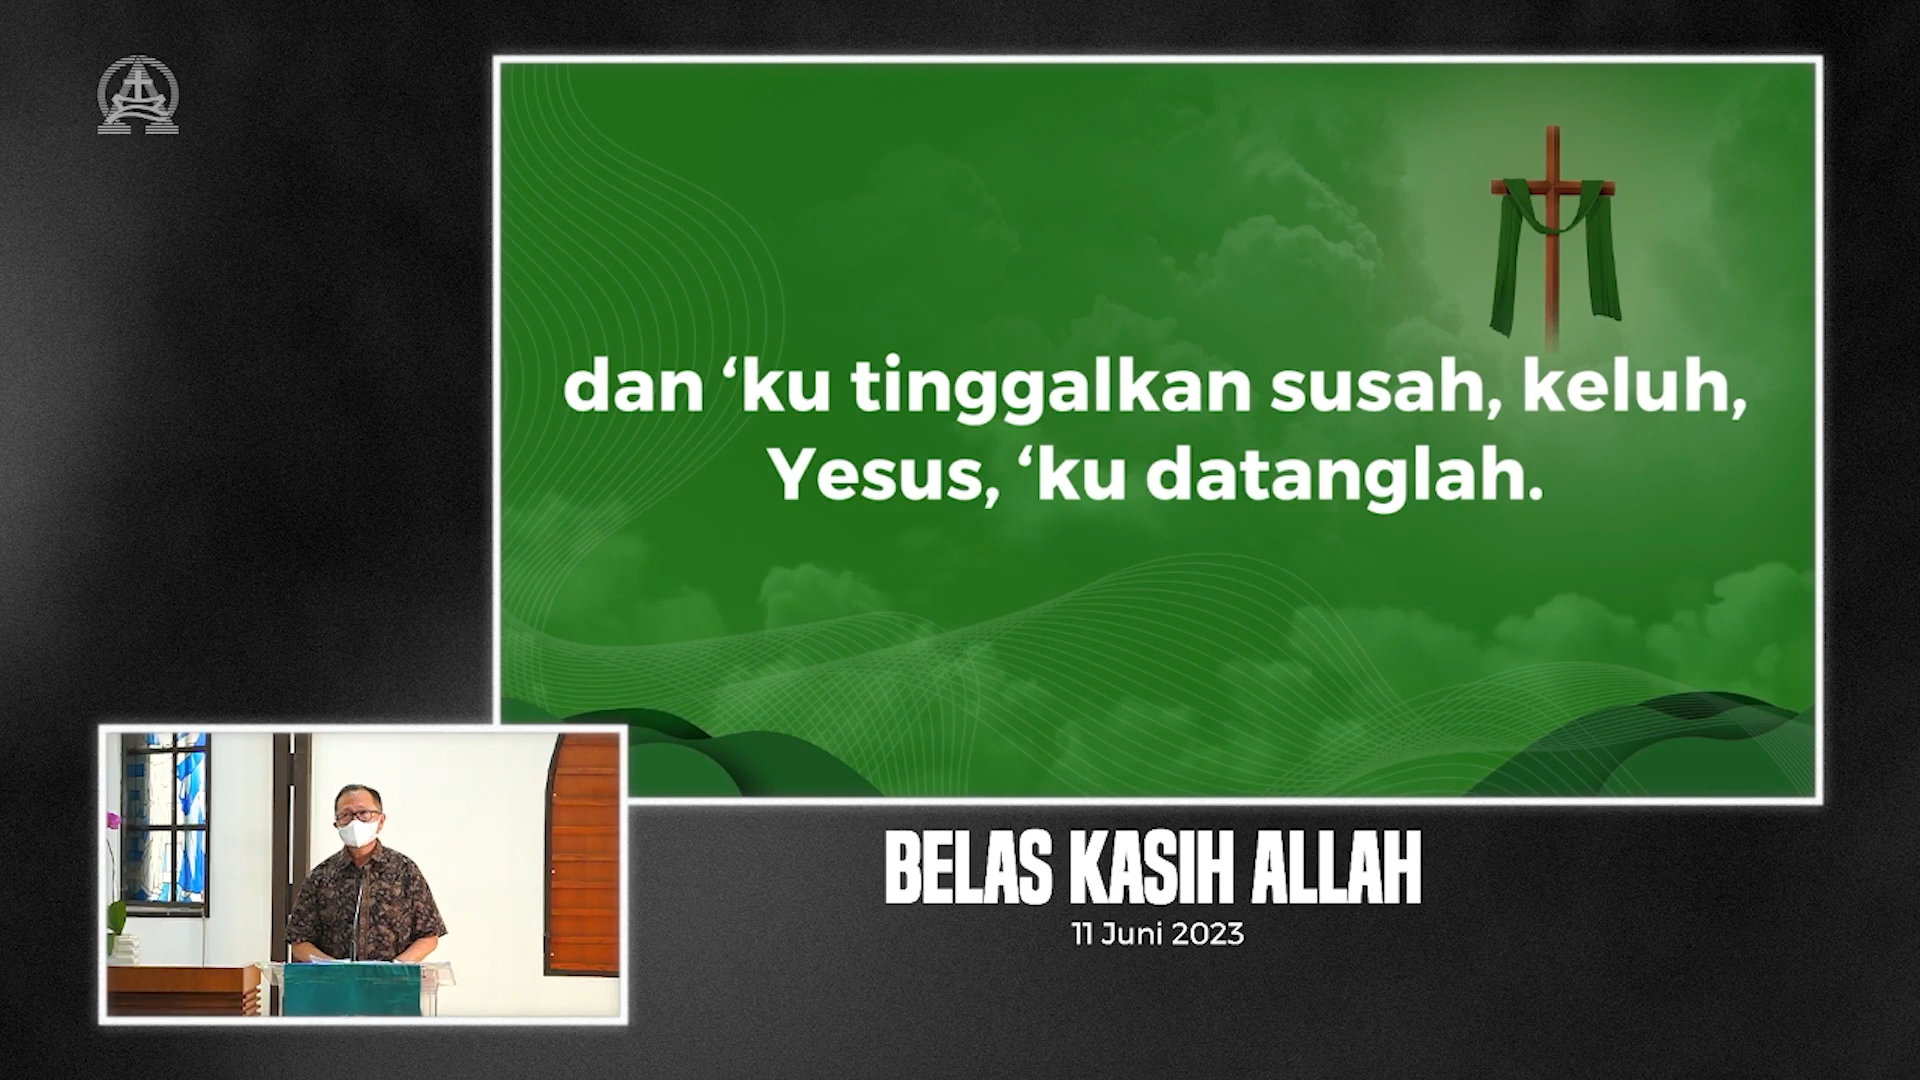 dan ‘ku tinggalkan susah, keluh,
Yesus, ‘ku datanglah.
BELAS KASIH ALLAH
11 Juni 2023